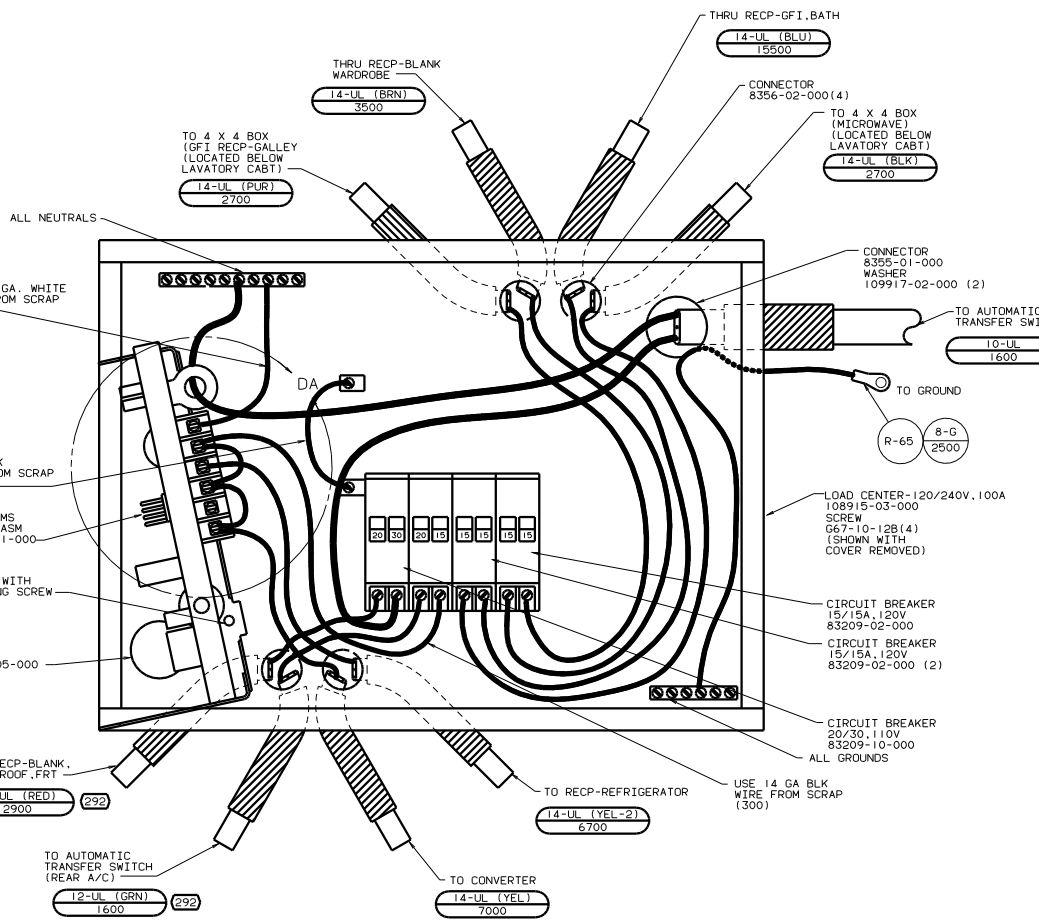 THRU RECP-GFI,BATH
14-UL (BLU)
15500
THRU RECP-BLANK
WARDROBE
14-UL (BRN)
3500
CONNECTOR
8356-02-000(4)
TO 4 X 4 BOX
(MICROWAVE)
(LOCATED BELOW
LAVATORY CABT)
14-UL (BLK)
2700
TO 4 X 4 BOX
(GFI RECP-GALLEY
(LOCATED BELOW
LAVATORY CABT)
14-UL (PUR)
2700
ALL NEUTRALS
CONNECTOR
8355-01-000
WASHER
109917-02-000 (2)
GA. WHITE
OM SCRAP
TO AUTOMATIC
TRANSFER SWI
10-UL
1600
DA
TO GROUND
R-65
8-G
2500
OM SCRAP
LOAD CENTER-120/240V,100A
108915-03-000
SCREW
G67-10-12B(4)
(SHOWN WITH
COVER REMOVED)
MS
ASM
1-000
20 30 20 15 15 15 15 15
WITH
NG SCREW
CIRCUIT BREAKER
15/15A,120V
83209-02-000
CIRCUIT BREAKER
15/15A,120V
83209-02-000 (2)
05-000
CIRCUIT BREAKER
20/30,110V
83209-10-000
ALL GROUNDS
ECP-BLANK,
ROOF,FRT
UL (RED)
2900
292
USE 14 GA BLK
WIRE FROM SCRAP
(300)
TO RECP-REFRIGERATOR
14-UL (YEL-2)
6700
TO AUTOMATIC
TRANSFER SWITCH
(REAR A/C)
12-UL (GRN)
1600
292
TO CONVERTER
14-UL (YEL)
7000